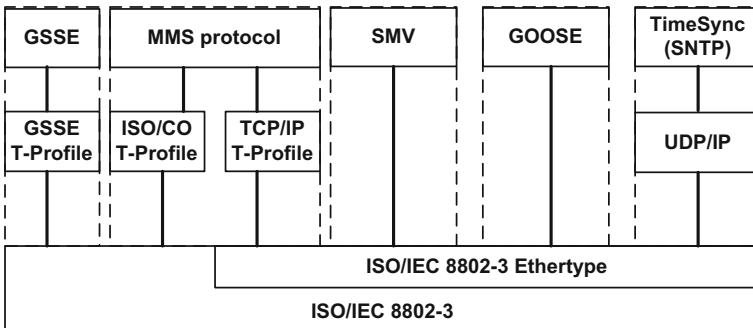 GSSE
MMS protocol
SMV
GOOSE
TimeSync
(SNTP)
GSSE
T-Profile
ISO/CO
T-Profile
TCP/IP
T-Profile
UDP/IP
ISO/IEC 8802-3 Ethertype
ISO/IEC 8802-3